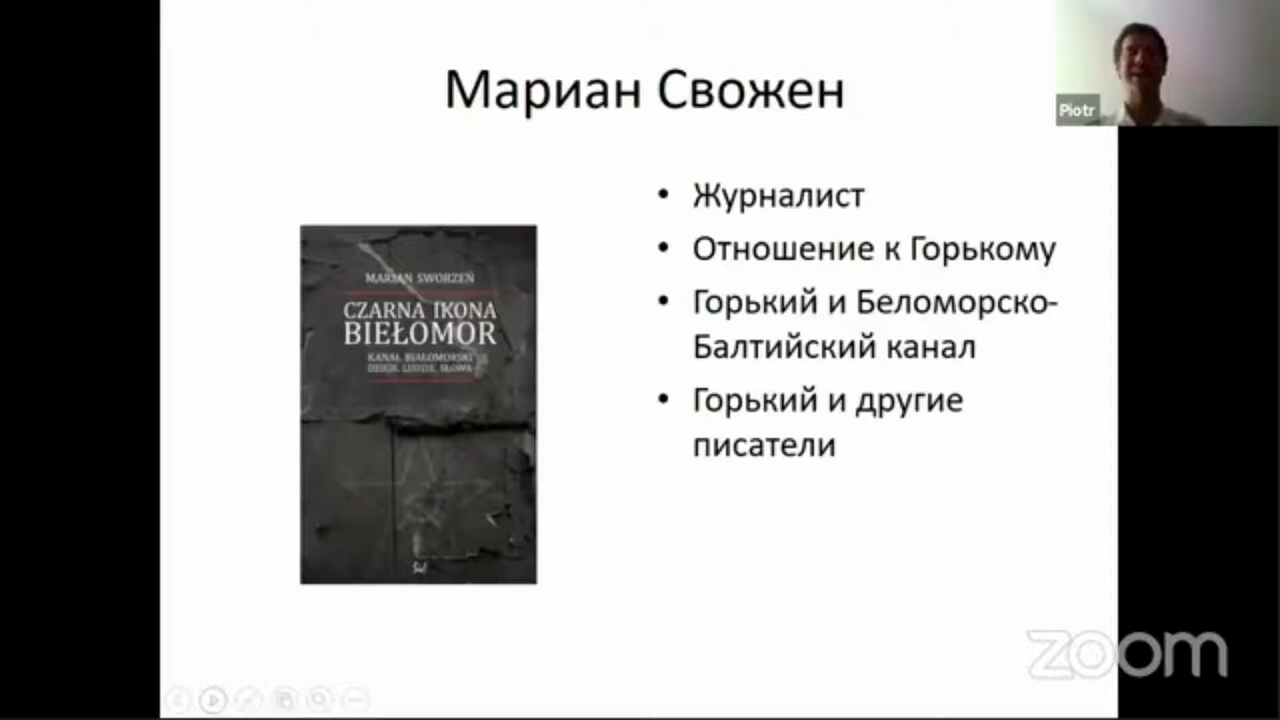 Мариан Свожен
Piotr
MARIAN SWORZEŃ
CZARNA IKONA
BIEŁOMOR
KANAŁ BIAŁOMORSKI
DZIEJE, LUDZIE, SŁOWA
• Журналист
• Отношение к Горькому
• Горький и Беломорско-
Балтийский канал
• Горький и другие
писатели
zoom